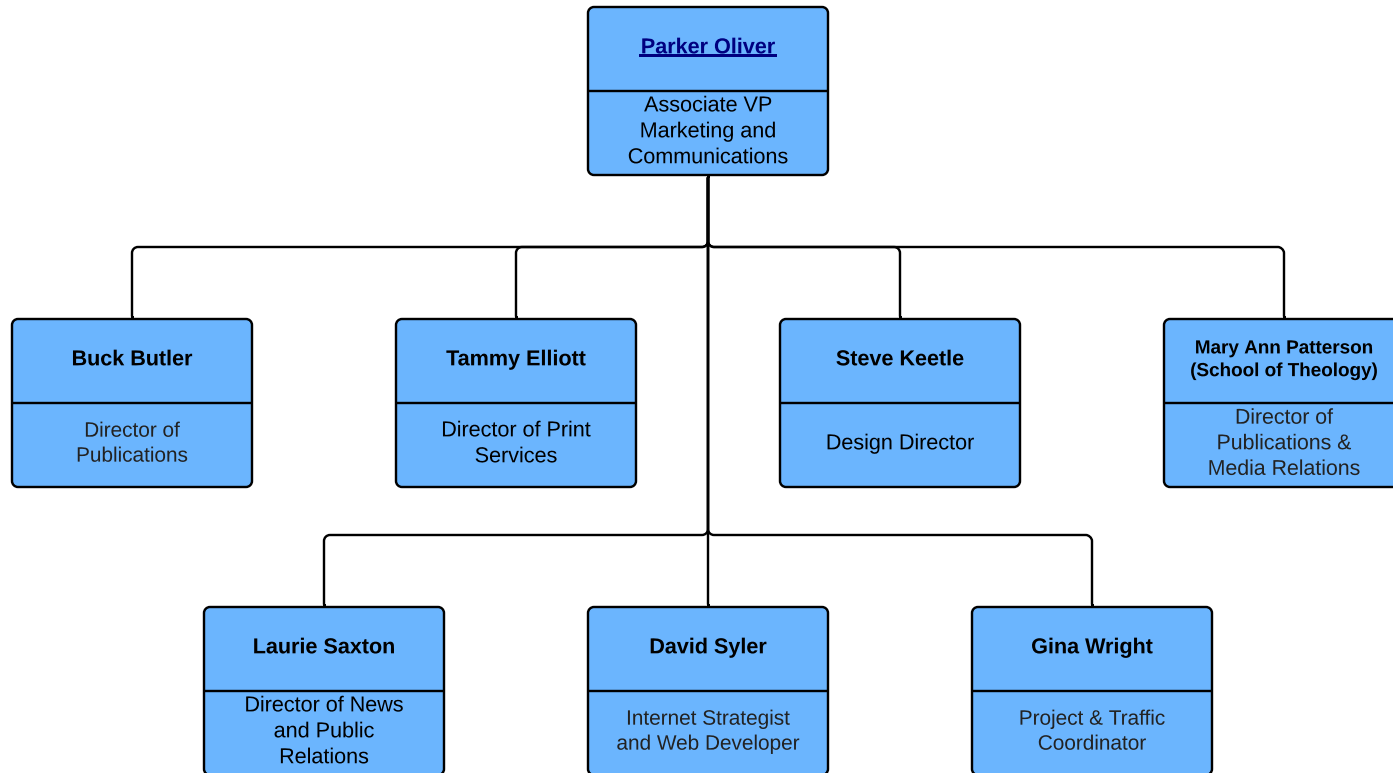 Parker Oliver
Associate VP
Marketing and
Communications
Buck Butler
Director of
Publications
Tammy Elliott
Director of Print
Services
Steve Keetle
Design Director
Mary Ann Patterson
(School of Theology)
Director of
Publications &
Media Relations
Laurie Saxton
Director of News
and Public
Relations
David Syler
Internet Strategist
and Web Developer
Gina Wright
Project & Traffic
Coordinator